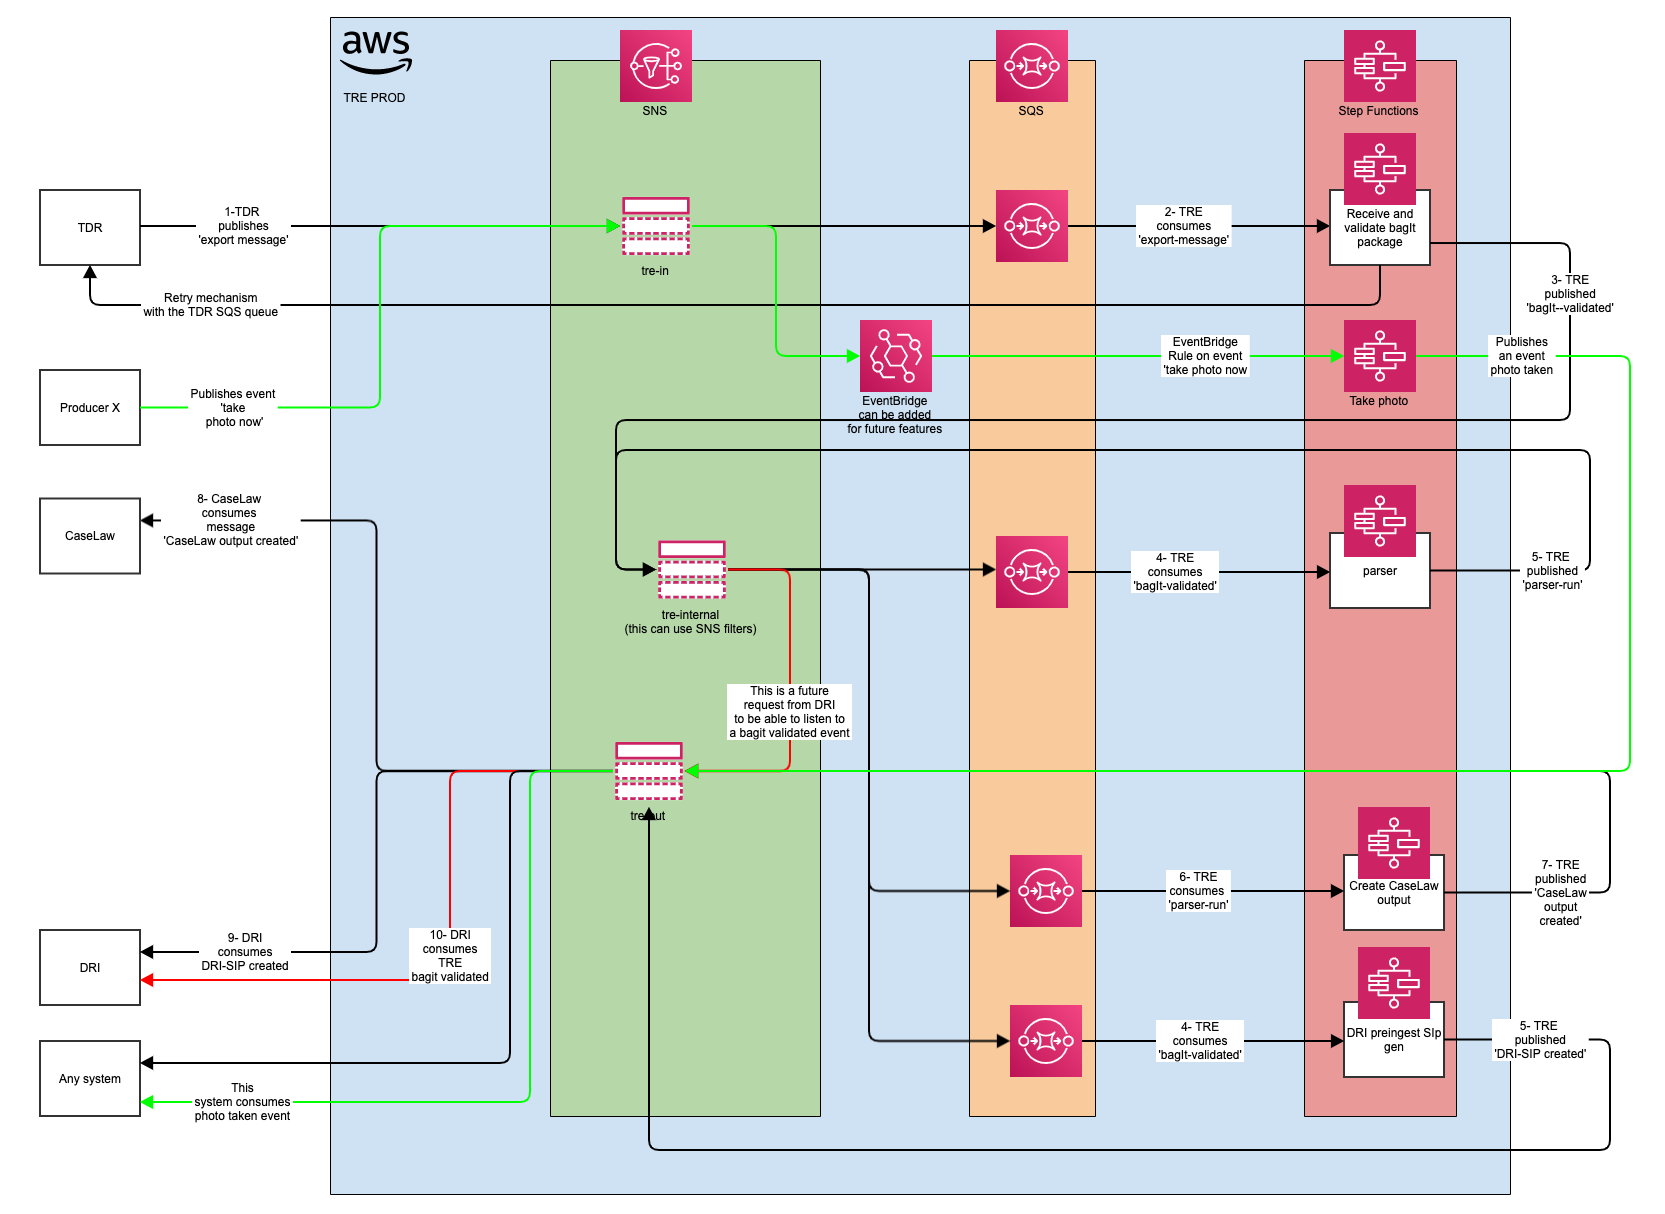 aws
TRE PROD
SNS
SQS
Step Functions
TDR
1-TDR
publishes
'export message'
tre-in
2- TRE
consumes
'export-message'
Receive and
validate bagIt
package
3- TRE
published
'bagIt--validated'
Retry mechanism
with the TDR SQS queue
Producer X
Publishes event
'take
photo now'
EventBridge
can be added
for future features
EventBridge
Rule on event
'take photo now
Take photo
Publishes
an event
photo taken
CaseLaw
8- CaseLaw
consumes
message
'CaseLaw output created'
tre-internal
(this can use SNS filters)
4- TRE
consumes
'bagIt-validated'
parser
5- TRE
published
'parser-run'
This is a future
request from DRI
to be able to listen to
a bagit validated event
6- TRE
consumes
'parser-run'
Create CaseLaw
output
7- TRE
published
'CaseLaw
output
created'
DRI
9- DRI
consumes
DRI-SIP created
10- DRI
consumes
TRE
bagit validated
4- TRE
consumes
'bagIt-validated'
DRI preingest SIp
gen
5- TRE
published
'DRI-SIP created'
Any system
This
system consumes
photo taken event